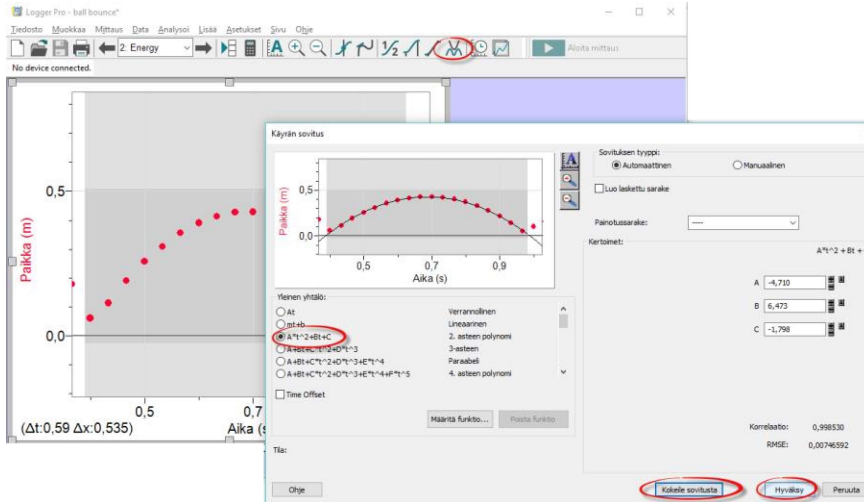 Logger Pro - ball bounce*
Tiedosto Muokkaa Mittaus Data Analysoi Lisää Asetukset Sivu Ohje
2: Energy
Aloita mittaus
No device connected.
Paikka (m)
0,5
0,0
0,5
0,7
Aika (s
(Δt:0,59 Δx:0,535)
Käyrän sovitus
Paikka (m)
0,5
0,0
0,5
0,7
0,9
Aika (s)
Yleinen yhtälö:
At Verrannollinen
mt+b Lineaarinen
A*t^2+Bt+C 2. asteen polynomi
A+Bt+C*t^2+D*t^3 3-asteen
A+Bt+C*t^2+D*t^3+E*t^4 Paraabeli
A+Bt+C*t^2+D*t^3+E*t^4+F*t^5 4. asteen polynomi
Time Offset
Määritä funktio... Poista funktio
Tila:
Ohje
Sovituksen tyyppi:
Automaattinen Manuaalinen
Luo laskettu sarake
Painotussarake: ----
Kertoimet:
A*t^2 + Bt +
A -4,710
B 6,473
C -1,798
Korrelaatio: 0,998530
RMSE: 0,00746592
Kokeile sovitusta Hyväksy Peruuta